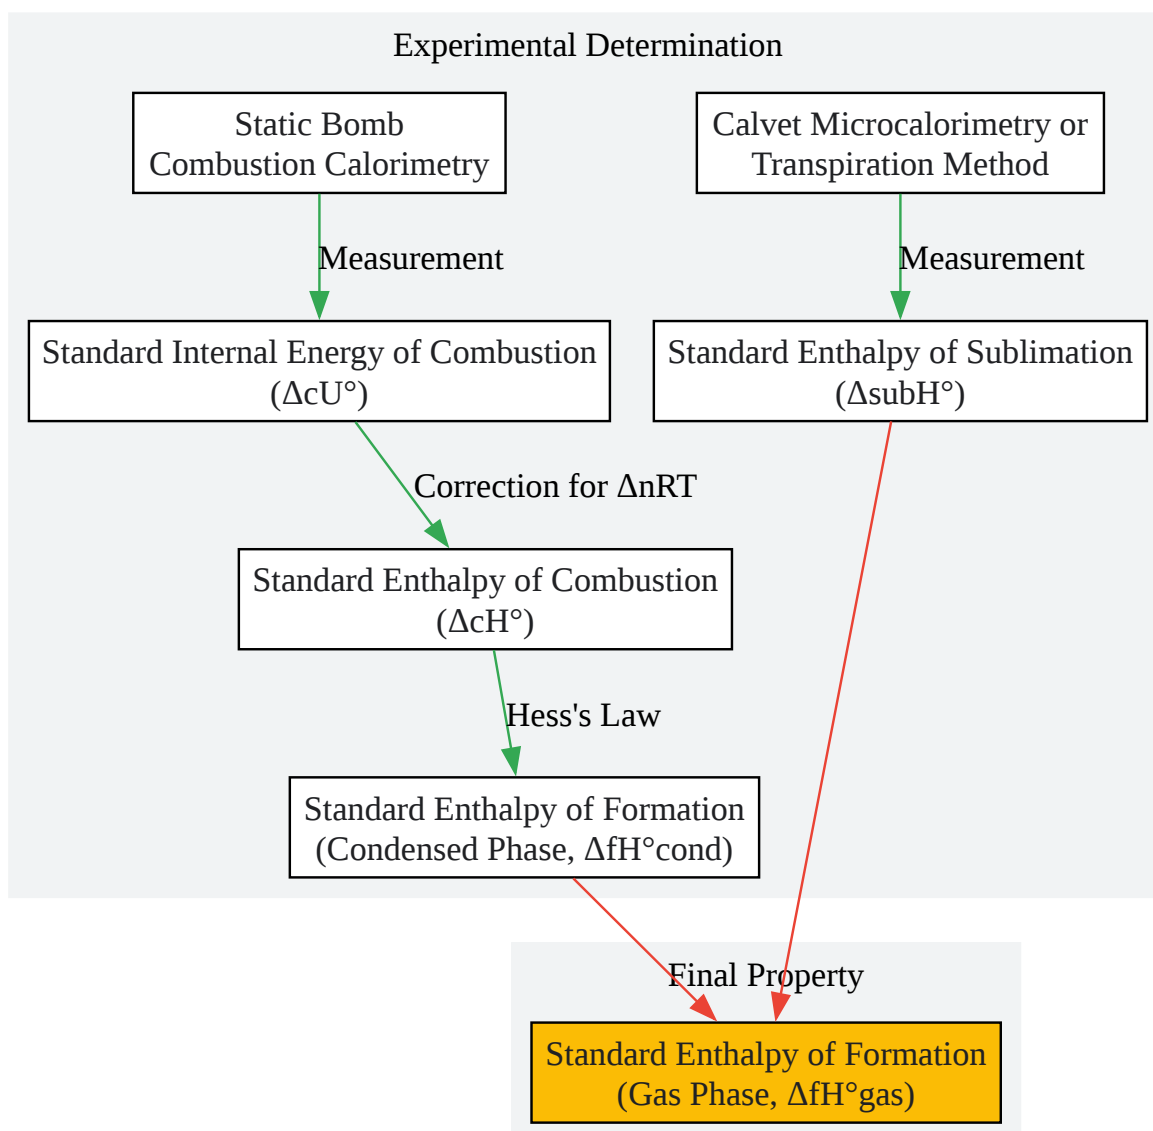 Experimental Determination
Static Bomb
Combustion Calorimetry
Calvet Microcalorimetry or
Transpiration Method
Measurement
Measurement
Standard Internal Energy of Combustion
(ΔcU°)
Standard Enthalpy of Sublimation
(ΔsubH°)
Correction for ΔnRT
Standard Enthalpy of Combustion
(ΔcH°)
Hess's Law
Standard Enthalpy of Formation
(Condensed Phase, ΔfH°cond)
Final Property
Standard Enthalpy of Formation
(Gas Phase, ΔfH°gas)